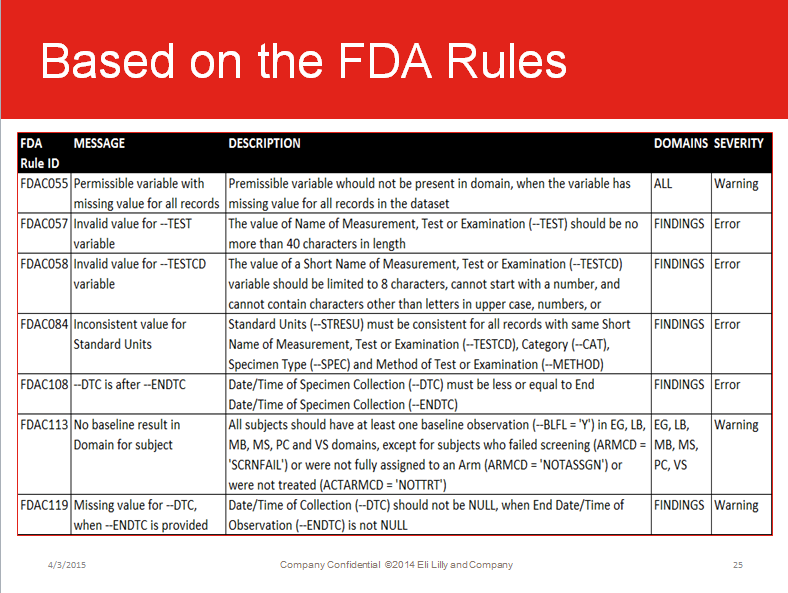 Based on the FDA Rules
FDA Rule ID MESSAGE DESCRIPTION DOMAINS SEVERITY
FDAC055 Permissible variable with Premissible variable whould not be present in domain, when the variable has ALL Warning
missing value for all records missing value for all records in the dataset
FDAC057 Invalid value for --TEST The value of Name of Measurement, Test or Examination (--TEST) should be no FINDINGS Error
variable more than 40 characters in length
FDAC058 Invalid value for --TESTCD The value of a Short Name of Measurement, Test or Examination (--TESTCD) FINDINGS Error
variable variable should be limited to 8 characters, cannot start with a number, and
cannot contain characters other than letters in upper case, numbers, or
FDAC084 Inconsistent value for Standard Units (--STRESU) must be consistent for all records with same Short FINDINGS Error
Standard Units Name of Measurement, Test or Examination (--TESTCD), Category (--CAT),
Specimen Type (--SPEC) and Method of Test or Examination (--METHOD)
FDAC108 --DTC is after --ENDTC Date/Time of Specimen Collection (--DTC) must be less or equal to End FINDINGS Error
Date/Time of Specimen Collection (--ENDTC)
FDAC113 No baseline result in All subjects should have at least one baseline observation (--BLFL = 'Y') in EG, LB, EG, LB, Warning
Domain for subject MB, MS, PC and VS domains, except for subjects who failed screening (ARMCD = MB, MS,
'SCRNFAIL') or were not fully assigned to an Arm (ARMCD = 'NOTASSGN') or PC, VS
were not treated (ACTARMCD = 'NOTTRT')
FDAC119 Missing value for --DTC, Date/Time of Collection (--DTC) should not be NULL, when End Date/Time of FINDINGS Warning
when --ENDTC is provided Observation (--ENDTC) is not NULL
4/3/2015 Company Confidential ©2014 Eli Lilly and Company 25